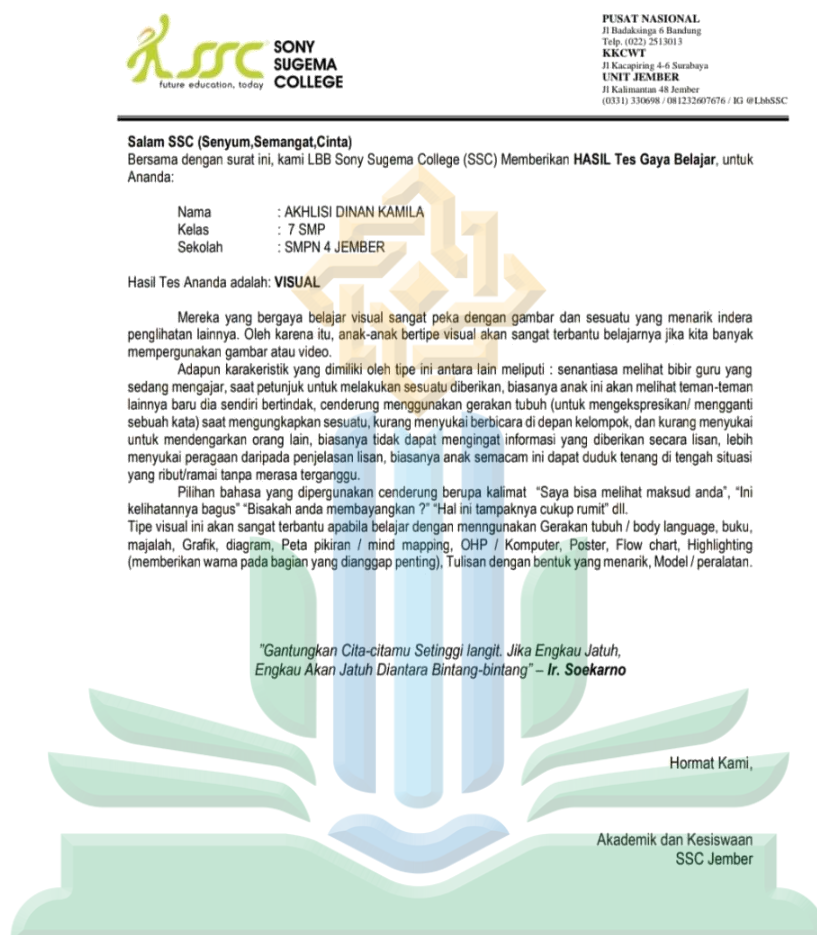 SSC
future education, today
SONY
SUGEMA
COLLEGE
PUSAT NASIONAL
Jl Badaksinga 6 Bandung
Telp. (022) 2513013
KKCWT
Jl Kacapiring 4-6 Surabaya
UNIT JEMBER
Jl Kalimantan 48 Jember
(0331) 330698 / 081232607676 / IG @LbbSSC
Salam SSC (Senyum,Semangat,Cinta)
Bersama dengan surat ini, kami LBB Sony Sugema College (SSC) Memberikan HASIL Tes Gaya Belajar, untuk
Ananda:
Nama : AKHLISI DINAN KAMILA
Kelas : 7 SMP
Sekolah : SMPN 4 JEMBER
Hasil Tes Ananda adalah: VISUAL
Mereka yang bergaya belajar visual sangat peka dengan gambar dan sesuatu yang menarik indera
penglihatan lainnya. Oleh karena itu, anak-anak bertipe visual akan sangat terbantu belajarnya jika kita banyak
mempergunakan gambar atau video.
Adapun karakeristik yang dimiliki oleh tipe ini antara lain meliputi : senantiasa melihat bibir guru yang
sedang mengajar, saat petunjuk untuk melakukan sesuatu diberikan, biasanya anak ini akan melihat teman-teman
lainnya baru dia sendiri bertindak, cenderung menggunakan gerakan tubuh (untuk mengekspresikan/ mengganti
sebuah kata) saat mengungkapkan sesuatu, kurang menyukai berbicara di depan kelompok, dan kurang menyukai
untuk mendengarkan orang lain, biasanya tidak dapat mengingat informasi yang diberikan secara lisan, lebih
menyukai peragaan daripada penjelasan lisan, biasanya anak semacam ini dapat duduk tenang di tengah situasi
yang ribut/ramai tanpa merasa terganggu.
Pilihan bahasa yang dipergunakan cenderung berupa kalimat “Saya bisa melihat maksud anda”, “Ini
kelihatannya bagus” “Bisakah anda membayangkan ?” “Hal ini tampaknya cukup rumit” dll.
Tipe visual ini akan sangat terbantu apabila belajar dengan menngunakan Gerakan tubuh / body language, buku,
majalah, Grafik, diagram, Peta pikiran / mind mapping, OHP / Komputer, Poster, Flow chart, Highlighting
(memberikan warna pada bagian yang dianggap penting), Tulisan dengan bentuk yang menarik, Model / peralatan.
"Gantungkan Cita-citamu Setinggi langit. Jika Engkau Jatuh,
Engkau Akan Jatuh Diantara Bintang-bintang” – Ir. Soekarno
Hormat Kami,
Akademik dan Kesiswaan
SSC Jember